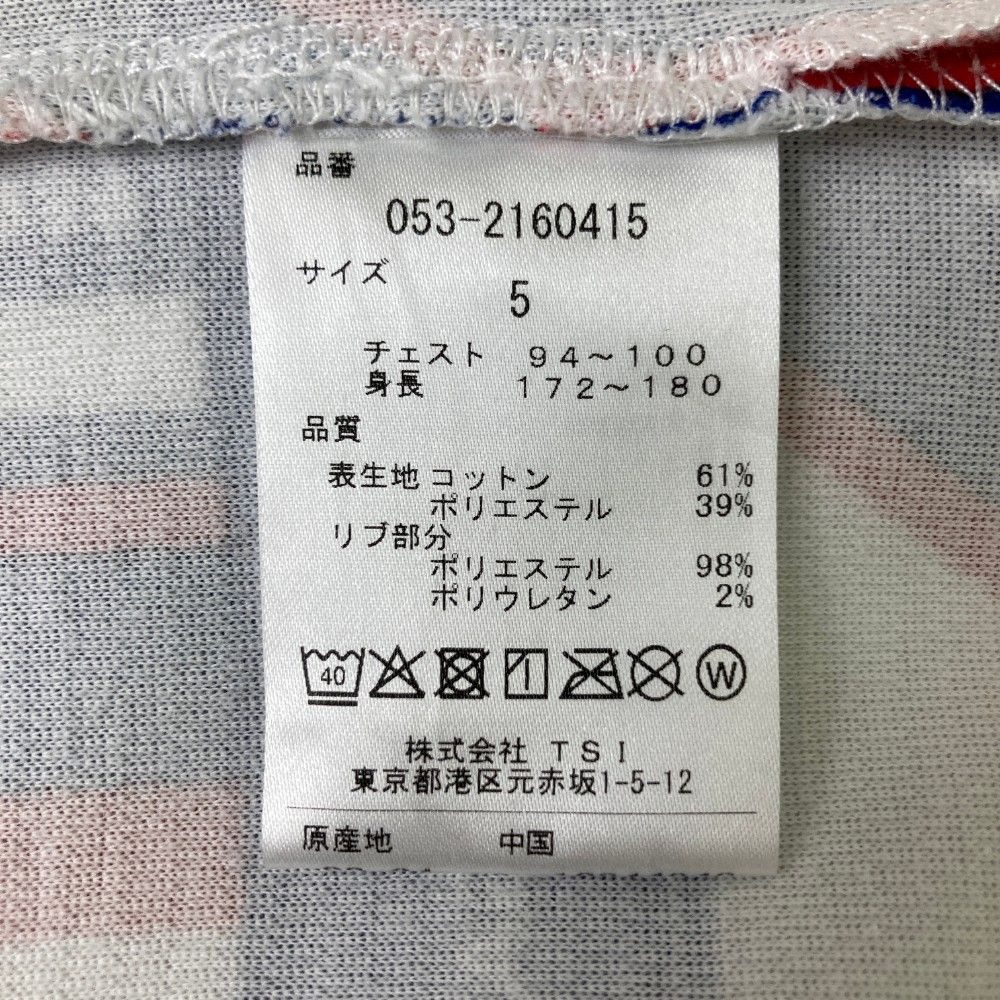 品番
053-2160415
サイズ
5
チェスト 94～100
身長 172～180
品質
表生地 コットン 61%
ポリエステル 39%
リブ部分
ポリエステル 98%
ポリウレタン 2%
40 W
株式会社 TSI
東京都港区元赤坂1-5-12
原産地 中国